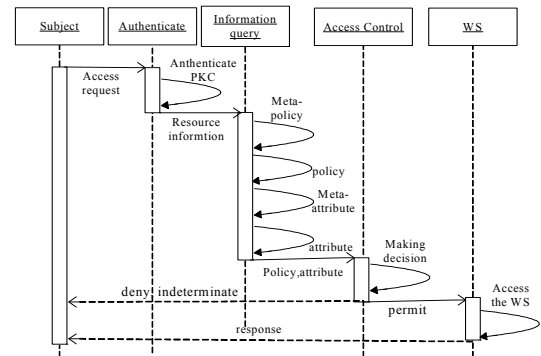 Subject
Authenticate
Information
query
Access Control
WS
Access
request
Anthenticate
PKC
Resource
informtion
Meta-
policy
policy
Meta-
attribute
attribute
Policy,attribute
Making
decision
deny/ indeterminate
permit
Access
the WS
response